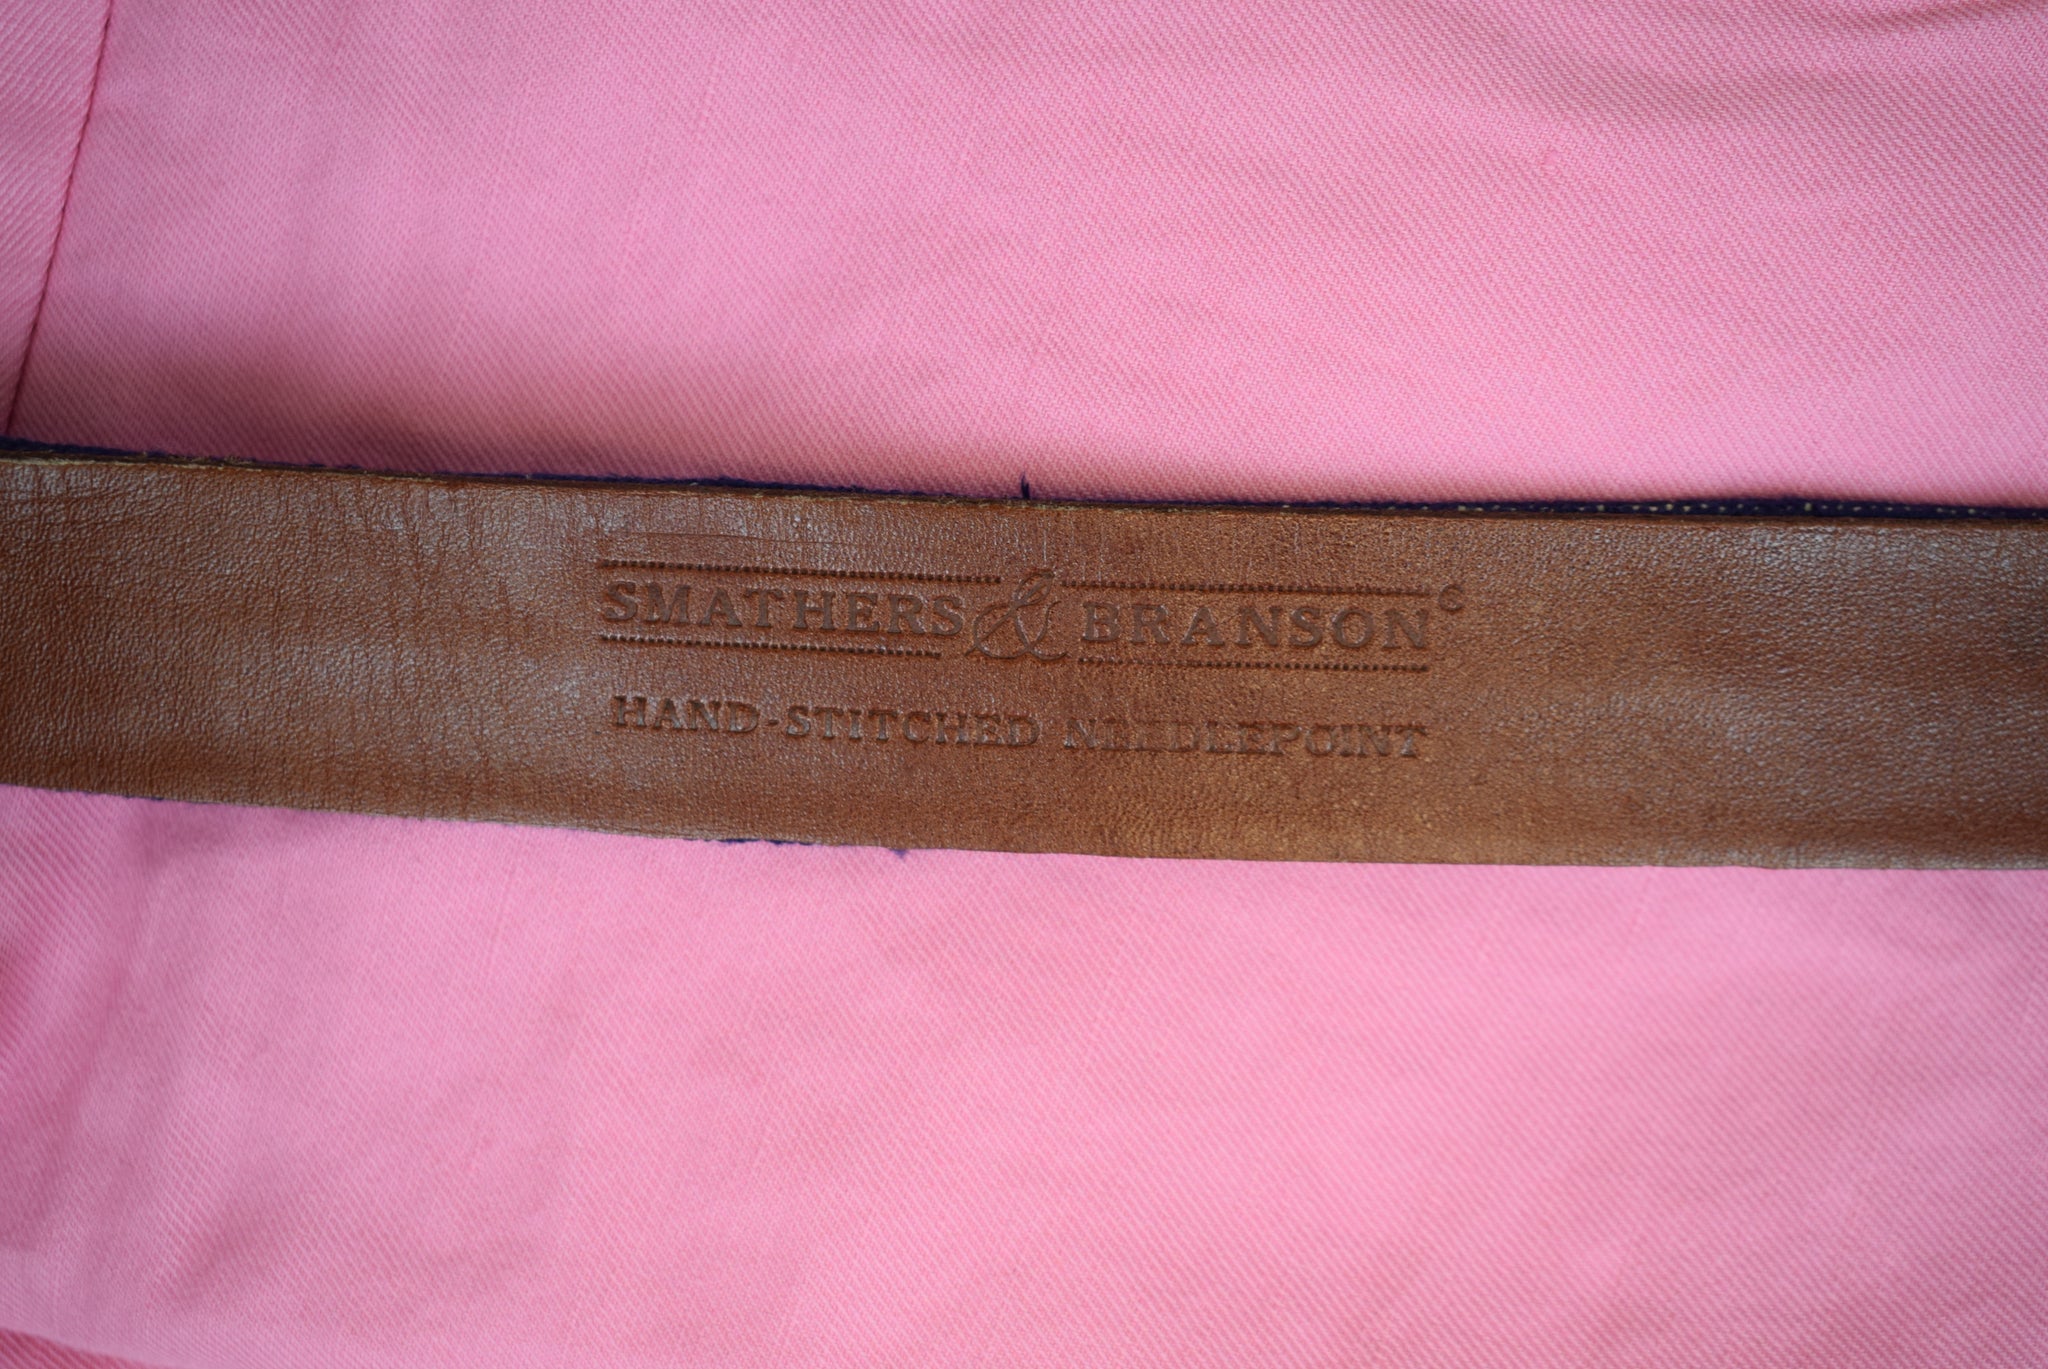 SMATHERS & BRANSON©
HAND-STITCHED NEEDLEPOINT